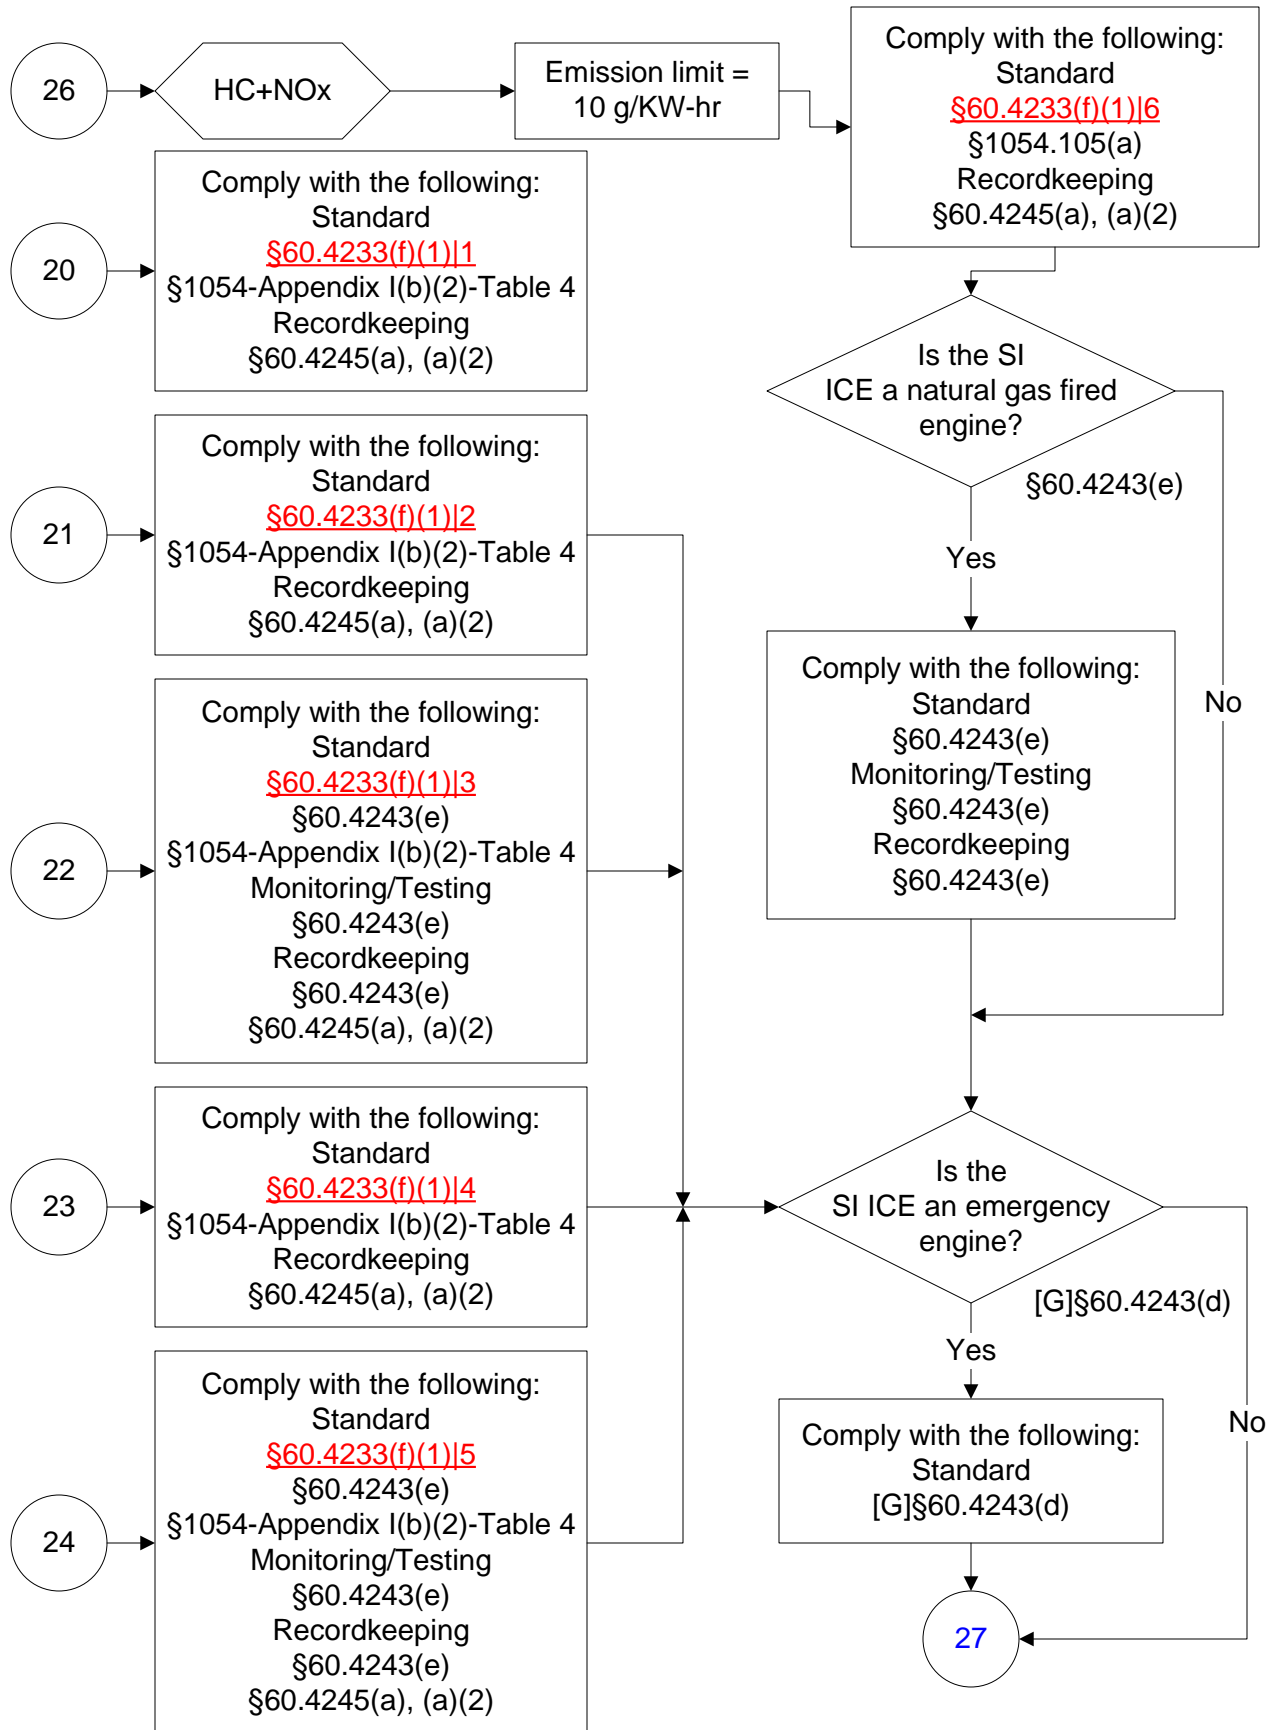 26
HC+NOx
Emission limit =
10 g/KW-hr
Comply with the following:
Standard
§60.4233(f)(1)|6
§1054.105(a)
Recordkeeping
§60.4245(a), (a)(2)
20
Comply with the following:
Standard
§60.4233(f)(1)|1
§1054-Appendix I(b)(2)-Table 4
Recordkeeping
§60.4245(a), (a)(2)
Is the SI
ICE a natural gas fired
engine?
§60.4243(e)
Yes
No
21
Comply with the following:
Standard
§60.4233(f)(1)|2
§1054-Appendix I(b)(2)-Table 4
Recordkeeping
§60.4245(a), (a)(2)
Comply with the following:
Standard
§60.4243(e)
Monitoring/Testing
§60.4243(e)
Recordkeeping
§60.4243(e)
22
Comply with the following:
Standard
§60.4233(f)(1)|3
§60.4243(e)
§1054-Appendix I(b)(2)-Table 4
Monitoring/Testing
§60.4243(e)
Recordkeeping
§60.4243(e)
§60.4245(a), (a)(2)
23
Comply with the following:
Standard
§60.4233(f)(1)|4
§1054-Appendix I(b)(2)-Table 4
Recordkeeping
§60.4245(a), (a)(2)
Is the
SI ICE an emergency
engine?
[G]§60.4243(d)
Yes
No
24
Comply with the following:
Standard
§60.4233(f)(1)|5
§60.4243(e)
§1054-Appendix I(b)(2)-Table 4
Monitoring/Testing
§60.4243(e)
Recordkeeping
§60.4243(e)
§60.4245(a), (a)(2)
Comply with the following:
Standard
[G]§60.4243(d)
27